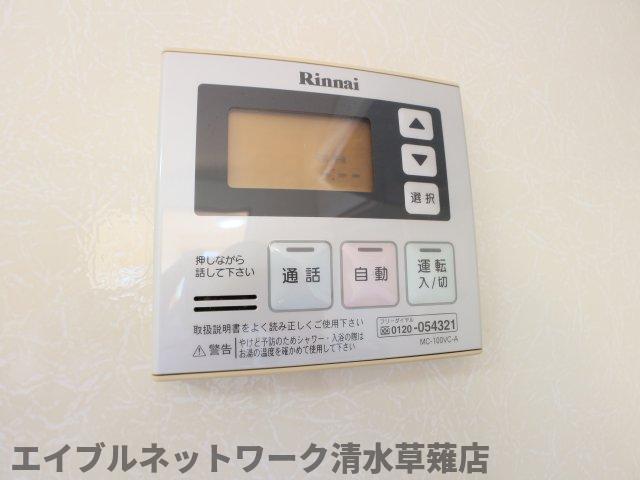 Rinnai
▲
▼
選択
押しながら
話して下さい
通話
自動
運転
入/切
取扱説明書をよく読み正しくご使用下さい
フリーダイヤル
0120-054321
⚠警告
やけど予防のためシャワー・入浴の際は
お湯の温度を確かめて使用して下さい
MC-100VC-A
エイブルネットワーク清水草薙店